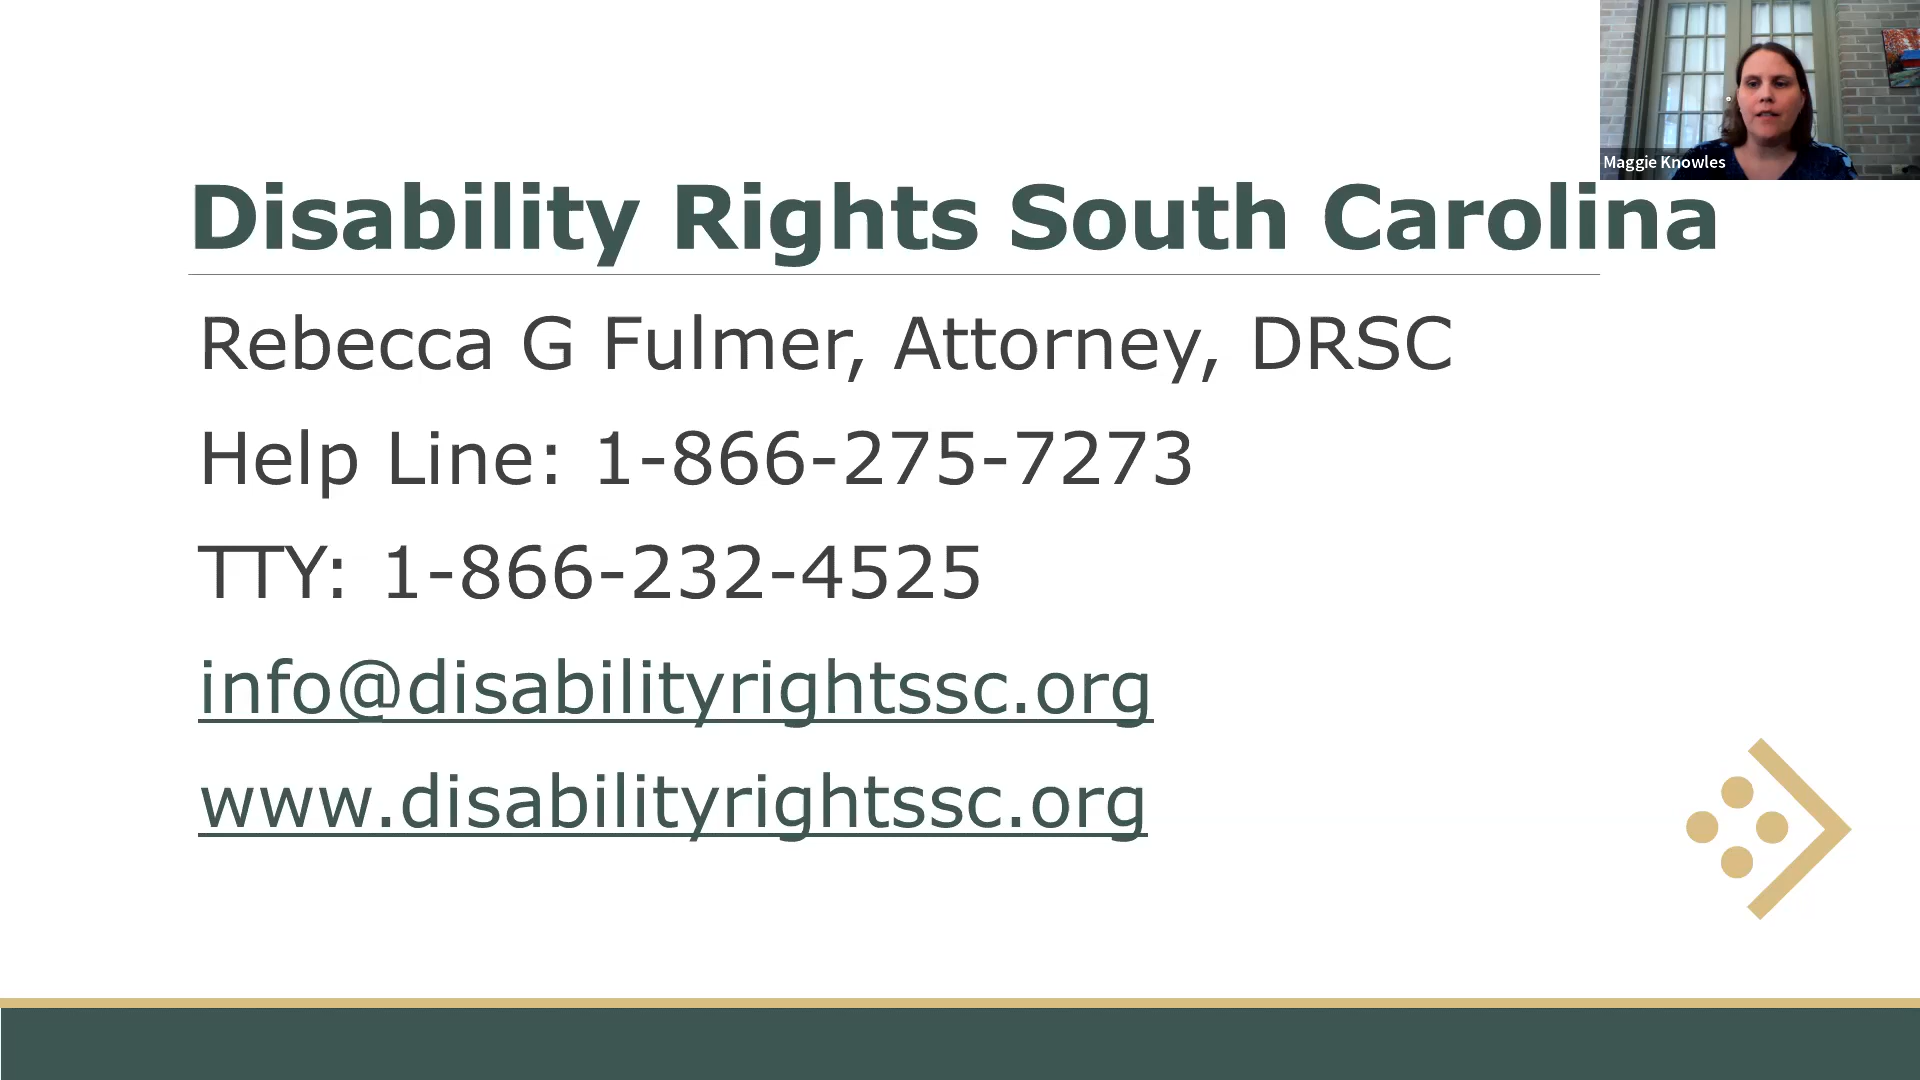 Maggie Knowles
Disability Rights South Carolina
Rebecca G Fulmer, Attorney, DRSC
Help Line: 1-866-275-7273
TTY: 1-866-232-4525
info@disabilityrightssc.org
www.disabilityrightssc.org